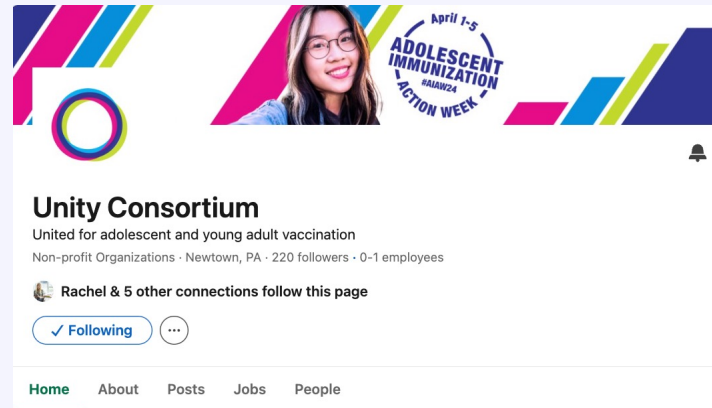 April 1-5
ADOLESCENT
IMMUNIZATION
#AIAW24
ACTION WEEK
Unity Consortium
United for adolescent and young adult vaccination
Non-profit Organizations · Newtown, PA · 220 followers · 0-1 employees
Rachel & 5 other connections follow this page
✓ Following ···
Home About Posts Jobs People